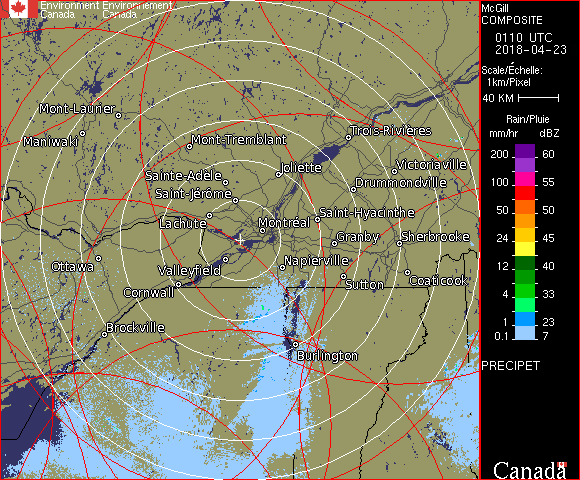 Environment Environnement
Canada Canada
McGill
COMPOSITE
0110 UTC
2018-04-23
Scale/Échelle:
1km/Pixel
40 KM
Rain/Pluie
mm/hr dBZ
200 60
55
100 55
50 50
24 45
12 40
4 33
1 23
0.1 7
PRECIPET
Canada
Mont-Laurier
Maniwaki
Mont-Tremblant
Trois-Rivières
Joliette
Victoriaville
Sainte-Adèle
Drummondville
Saint-Jérôme
Lachute
Montréal
Saint-Hyacinthe
Granby
Sherbrooke
Ottawa
Valleyfield
Napierville
Cornwall
Sutton
Coaticook
Brockville
Burlington